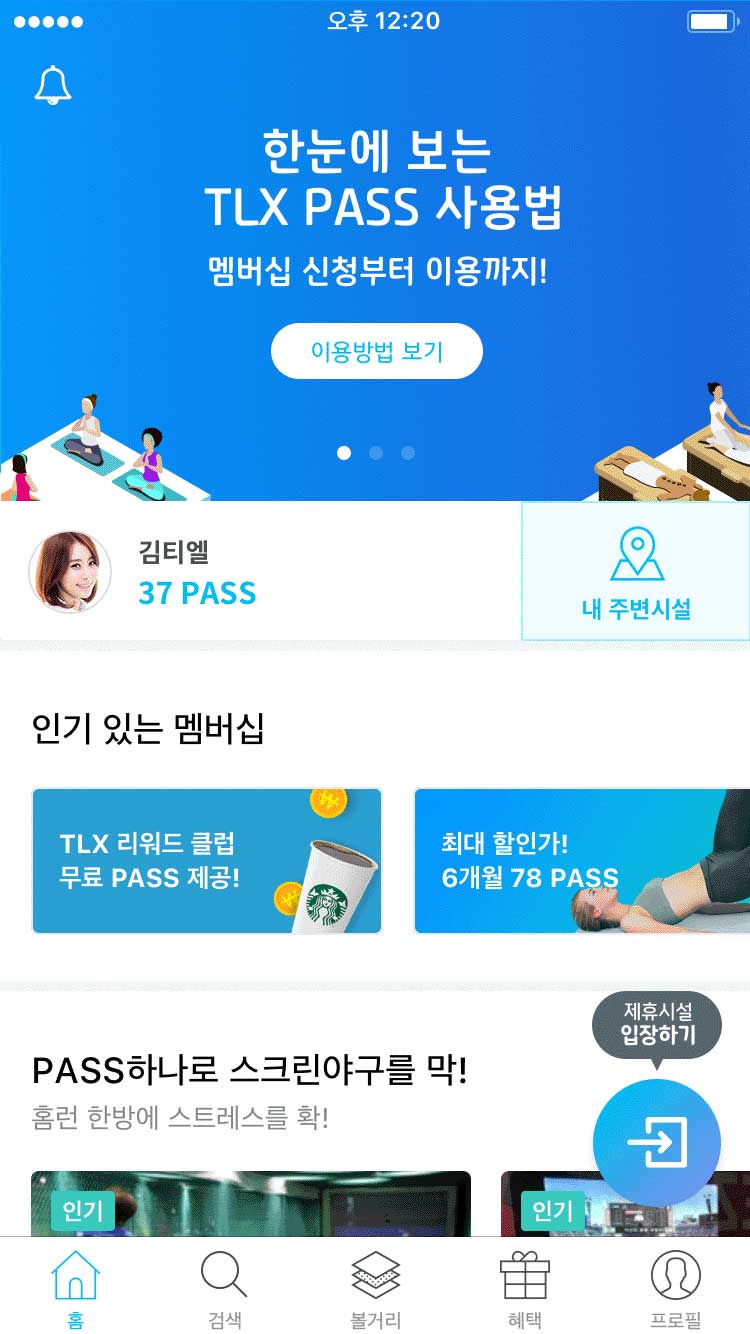 오후 12:20
한눈에 보는
TLX PASS 사용법
멤버십 신청부터 이용까지!
이용방법 보기
김티엘
37 PASS
내 주변시설
인기 있는 멤버십
TLX 리워드 클럽
무료 PASS 제공!
최대 할인가!
6개월 78 PASS
제휴시설
입장하기
PASS하나로 스크린야구를 막!
홈런 한방에 스트레스를 확!
인기
인기
홈
검색
볼거리
혜택
프로필